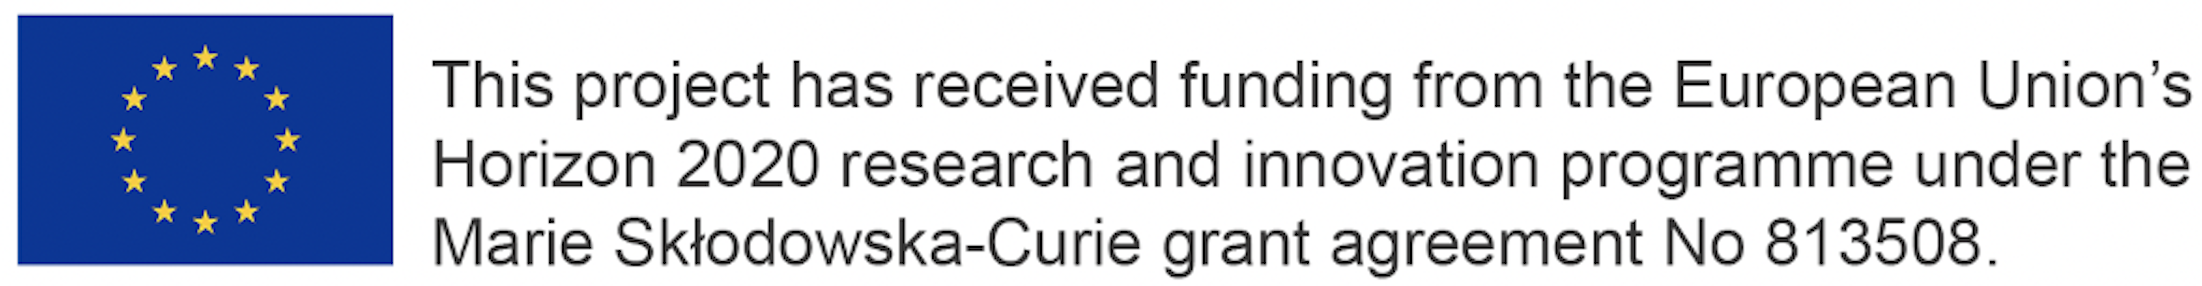 This project has received funding from the European Union’s
Horizon 2020 research and innovation programme under the
Marie Skłodowska-Curie grant agreement No 813508.